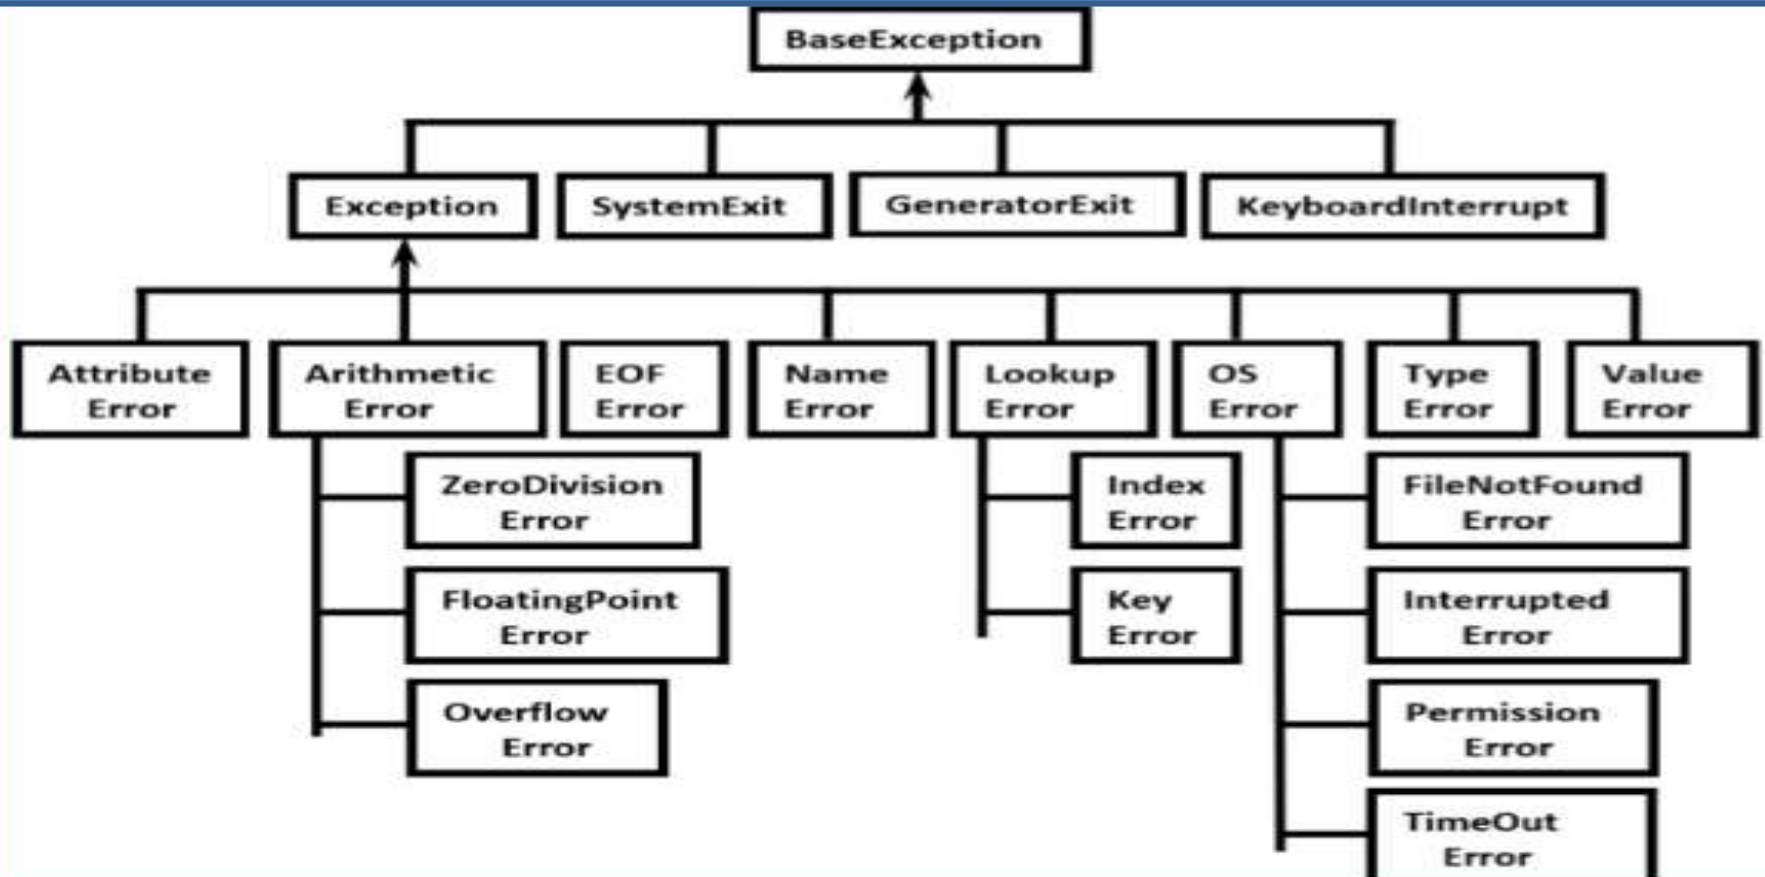 BaseException
Exception
SystemExit
GeneratorExit
KeyboardInterrupt
Attribute
Error
Arithmetic
Error
EOF
Error
Name
Error
Lookup
Error
OS
Error
Type
Error
Value
Error
ZeroDivision
Error
FloatingPoint
Error
Overflow
Error
Index
Error
Key
Error
FileNotFound
Error
Interrupted
Error
Permission
Error
TimeOut
Error